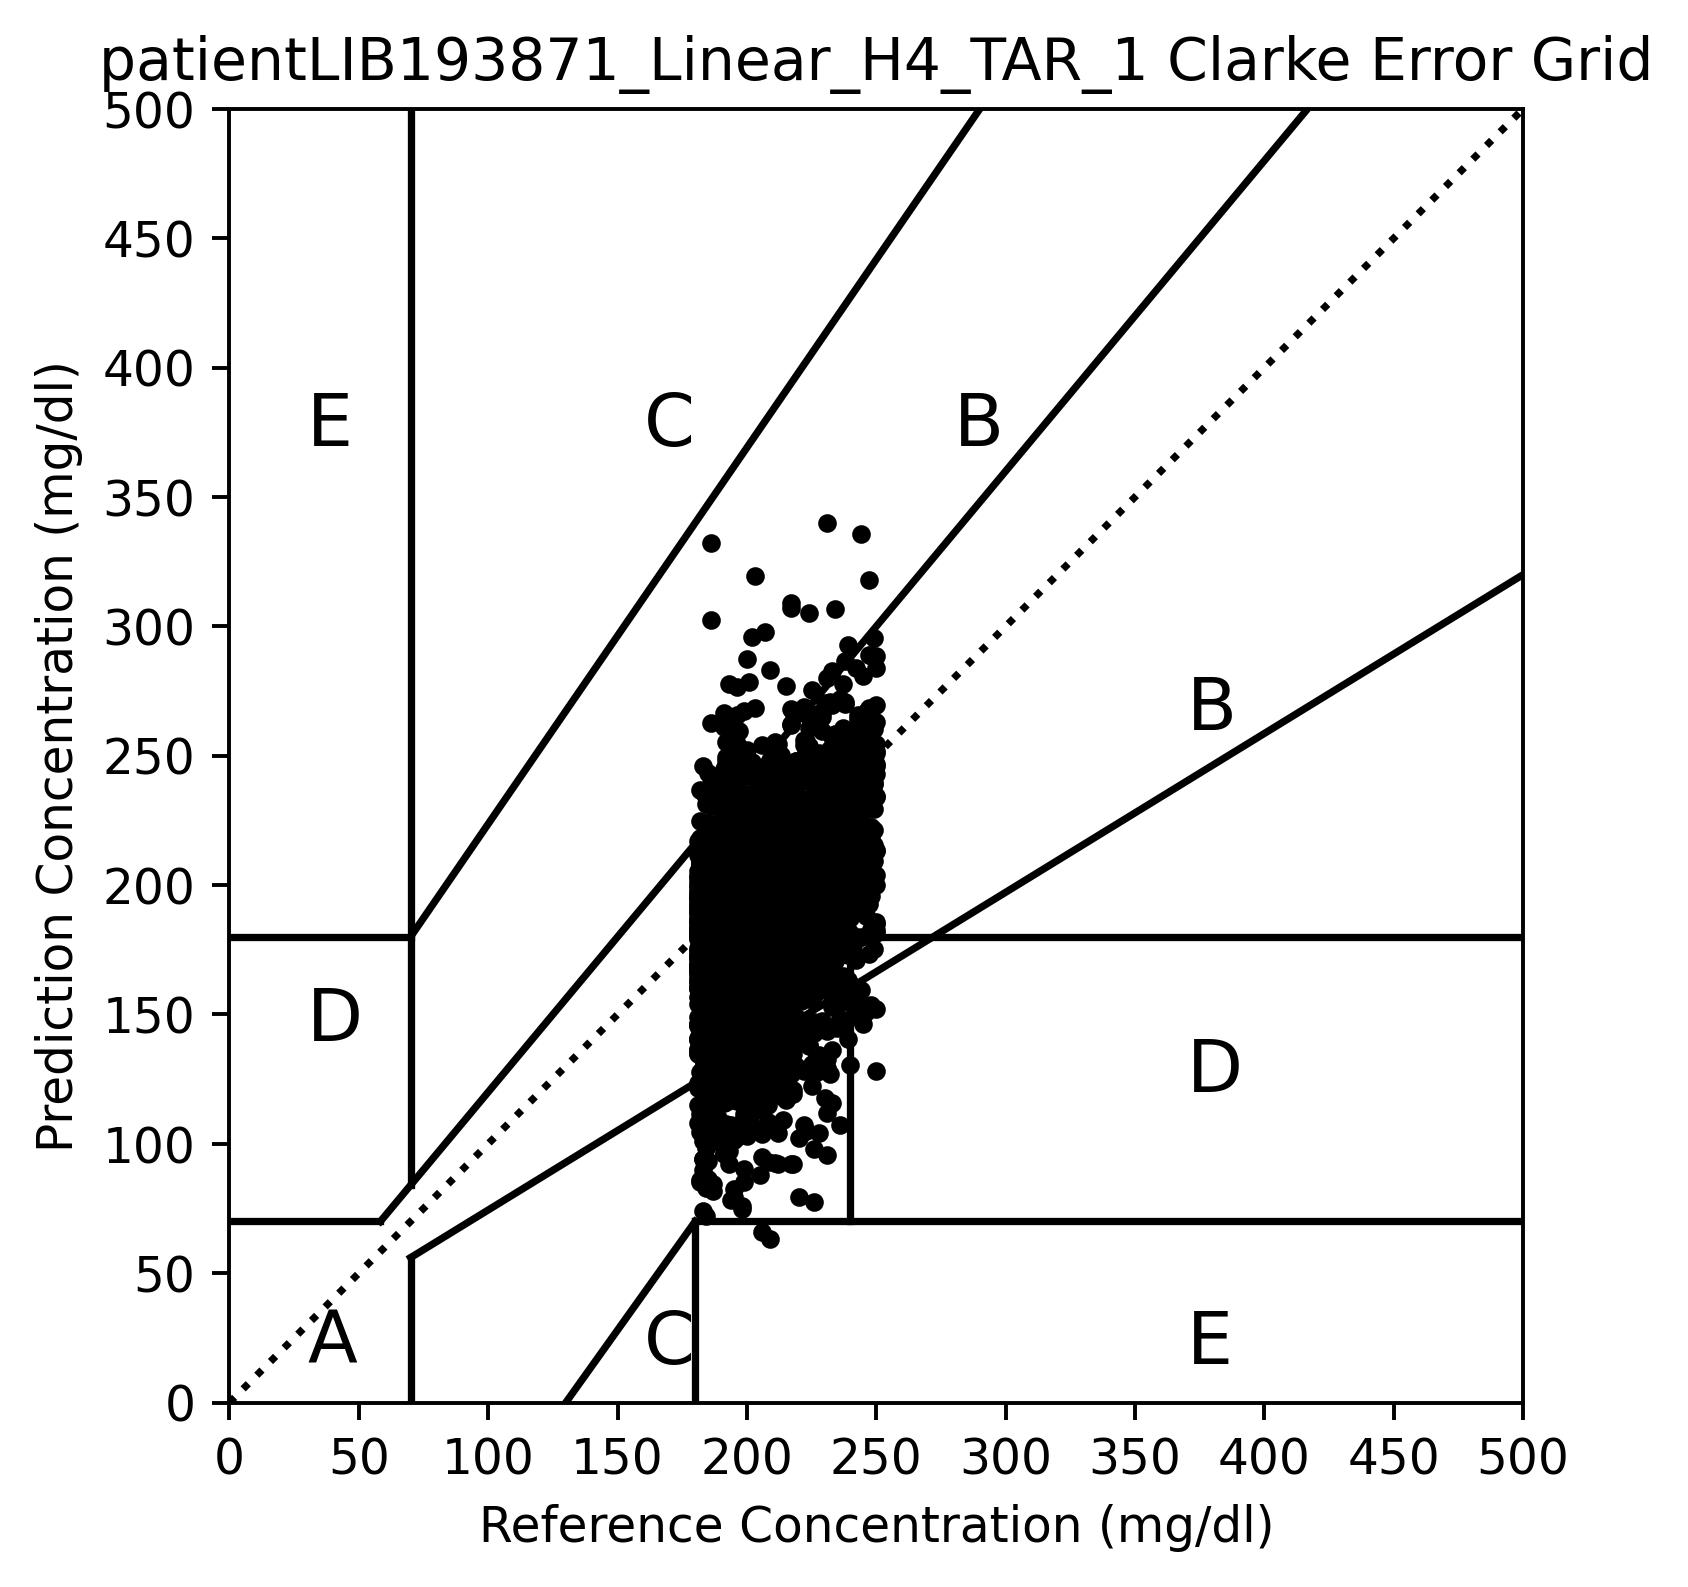 patientLIB193871_Linear_H4_TAR_1 Clarke Error Grid
500
450
400
350
300
250
200
150
100
50
0
Prediction Concentration (mg/dl)
E
C
B
B
D
D
A
C
E
0 50 100 150 200 250 300 350 400 450 500
Reference Concentration (mg/dl)